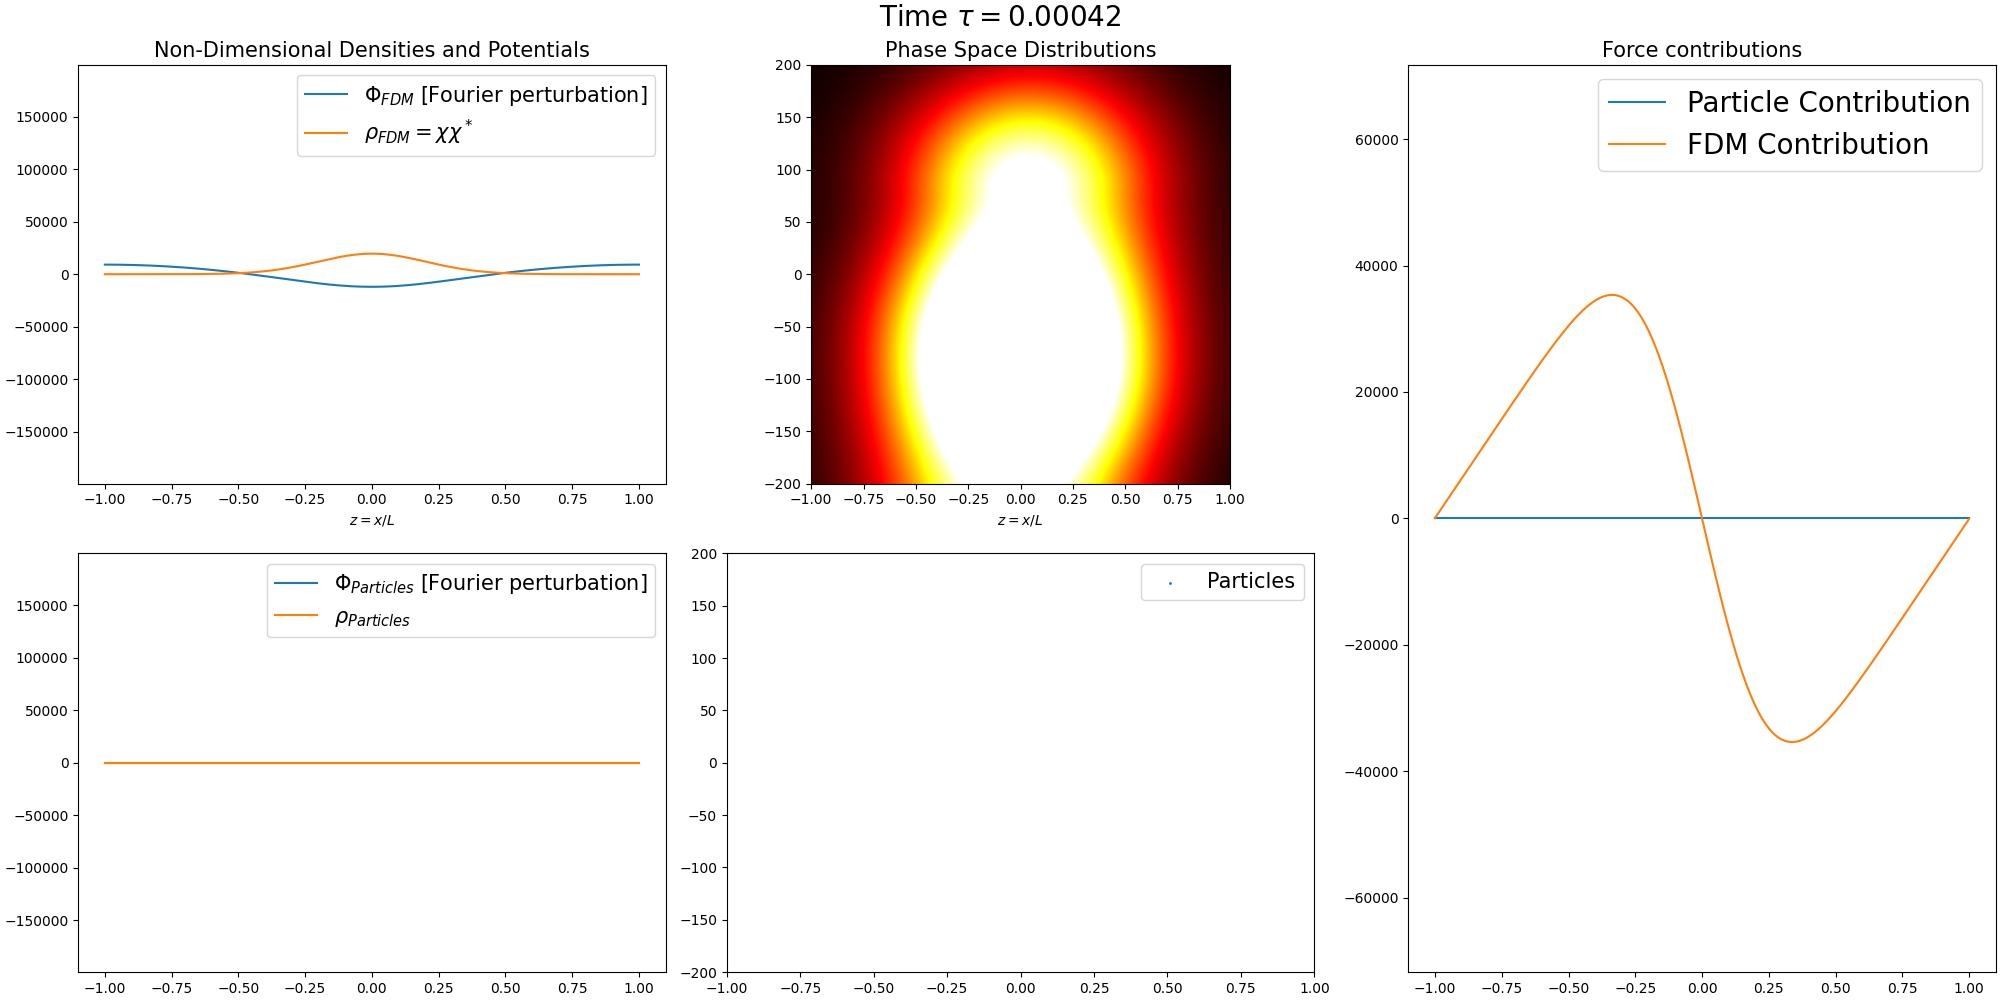 Time τ = 0.00042
Non-Dimensional Densities and Potentials
Φ_FDM [Fourier perturbation]
ρ_FDM = χχ*
150000
100000
50000
0
−50000
−100000
−150000
−1.00 −0.75 −0.50 −0.25 0.00 0.25 0.50 0.75 1.00
z = x/L
Phase Space Distributions
200
150
100
50
0
−50
−100
−150
−200
−1.00 −0.75 −0.50 −0.25 0.00 0.25 0.50 0.75 1.00
z = x/L
Force contributions
Particle Contribution
FDM Contribution
60000
40000
20000
0
−20000
−40000
−60000
−1.00 −0.75 −0.50 −0.25 0.00 0.25 0.50 0.75 1.00
Φ_Particles [Fourier perturbation]
ρ_Particles
150000
100000
50000
0
−50000
−100000
−150000
−1.00 −0.75 −0.50 −0.25 0.00 0.25 0.50 0.75 1.00
Particles
200
150
100
50
0
−50
−100
−150
−200
−1.00 −0.75 −0.50 −0.25 0.00 0.25 0.50 0.75 1.00